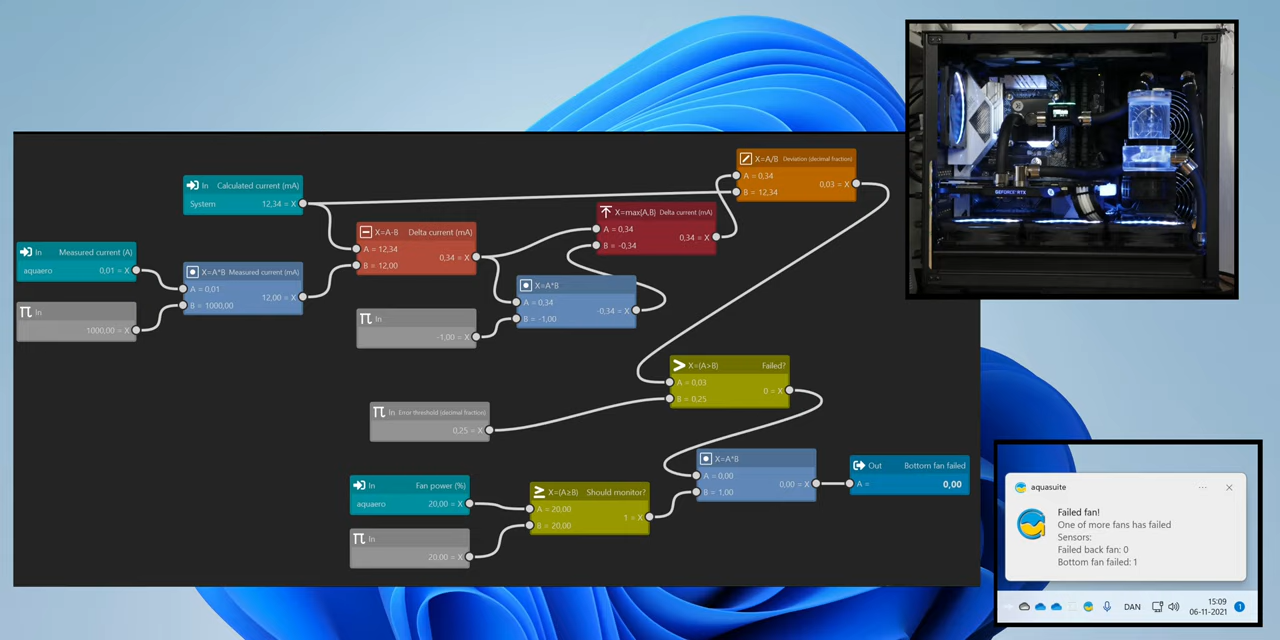 In Calculated current (mA)
System 12,34 = X
In Measured current (A)
aquaero 0,01 = X
In
1000,00 = X
X=A*B Measured current (mA)
A = 0,01
B = 1000,00
12,00 = X
X=A-B Delta current (mA)
A = 12,34
B = 12,00
0,34 = X
In
-1,00 = X
X=A*B
A = 0,34
B = -1,00
-0,34 = X
X=max(A,B) Delta current (mA)
A = 0,34
B = -0,34
0,34 = X
X=A/B Deviation (decimal fraction)
A = 0,34
B = 12,34
0,03 = X
In Error threshold (decimal fraction)
0,25 = X
X=(A>B) Failed?
A = 0,03
B = 0,25
0 = X
In Fan power (%)
aquaero 20,00 = X
In
20,00 = X
X=(A≥B) Should monitor?
A = 20,00
B = 20,00
1 = X
X=A*B
A = 0,00
B = 1,00
0,00 = X
Out Bottom fan failed
A = 0,00
GEFORCE RTX
aquasuite
Failed fan!
One of more fans has failed
Sensors:
Failed back fan: 0
Bottom fan failed: 1
DAN
15:09
06-11-2021
1